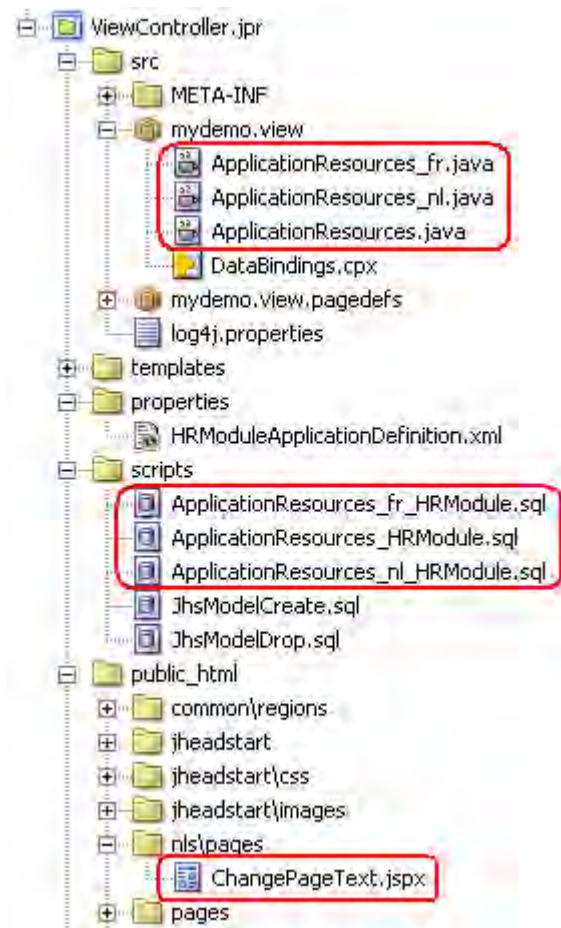 ViewController.jpr
src
META-INF
mydemo.view
ApplicationResources_fr.java
ApplicationResources_nl.java
ApplicationResources.java
DataBindings.cpx
mydemo.view.pagedefs
log4j.properties
templates
properties
HRModuleApplicationDefinition.xml
scripts
ApplicationResources_fr_HRModule.sql
ApplicationResources_HRModule.sql
ApplicationResources_nl_HRModule.sql
JhsModelCreate.sql
JhsModelDrop.sql
public_html
common\regions
jheadstart
jheadstart\css
jheadstart\images
nls\pages
ChangePageText.jspx
pages